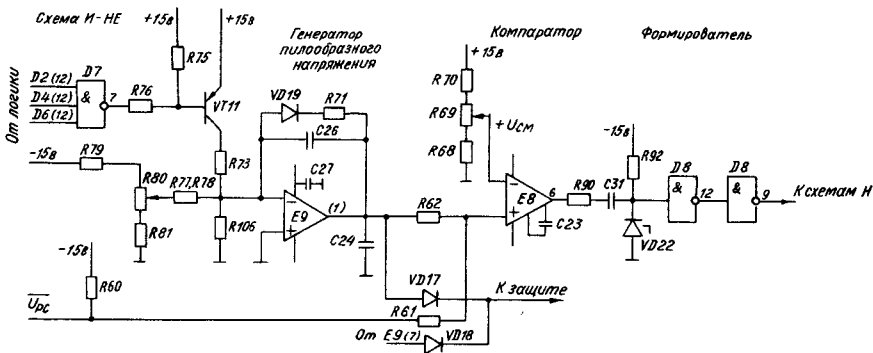 Схема И-НЕ
+15в
+15в
Генератор
пилообразного
напряжения
Компаратор
Формирователь
От логики
D2(12)
D4(12)
D6(12)
D7
&
7
R76
R75
VT11
VD19
R71
C26
C27
R73
-15в
R79
R80
R77,R78
R81
R106
−
+
E9
(1)
C24
R62
+15в
R70
R69
R68
+Uсм
−
+
E8
6
C23
R90
C31
-15в
R92
VD22
D8
&
12
D8
&
9
К схемам Н
-15в
R60
Uрс
VD17
R61
К защите
От E9(7)
VD18